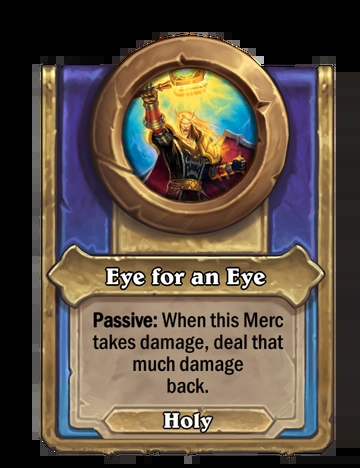 Eye for an Eye
Passive: When this Merc
takes damage, deal that
much damage
back.
Holy